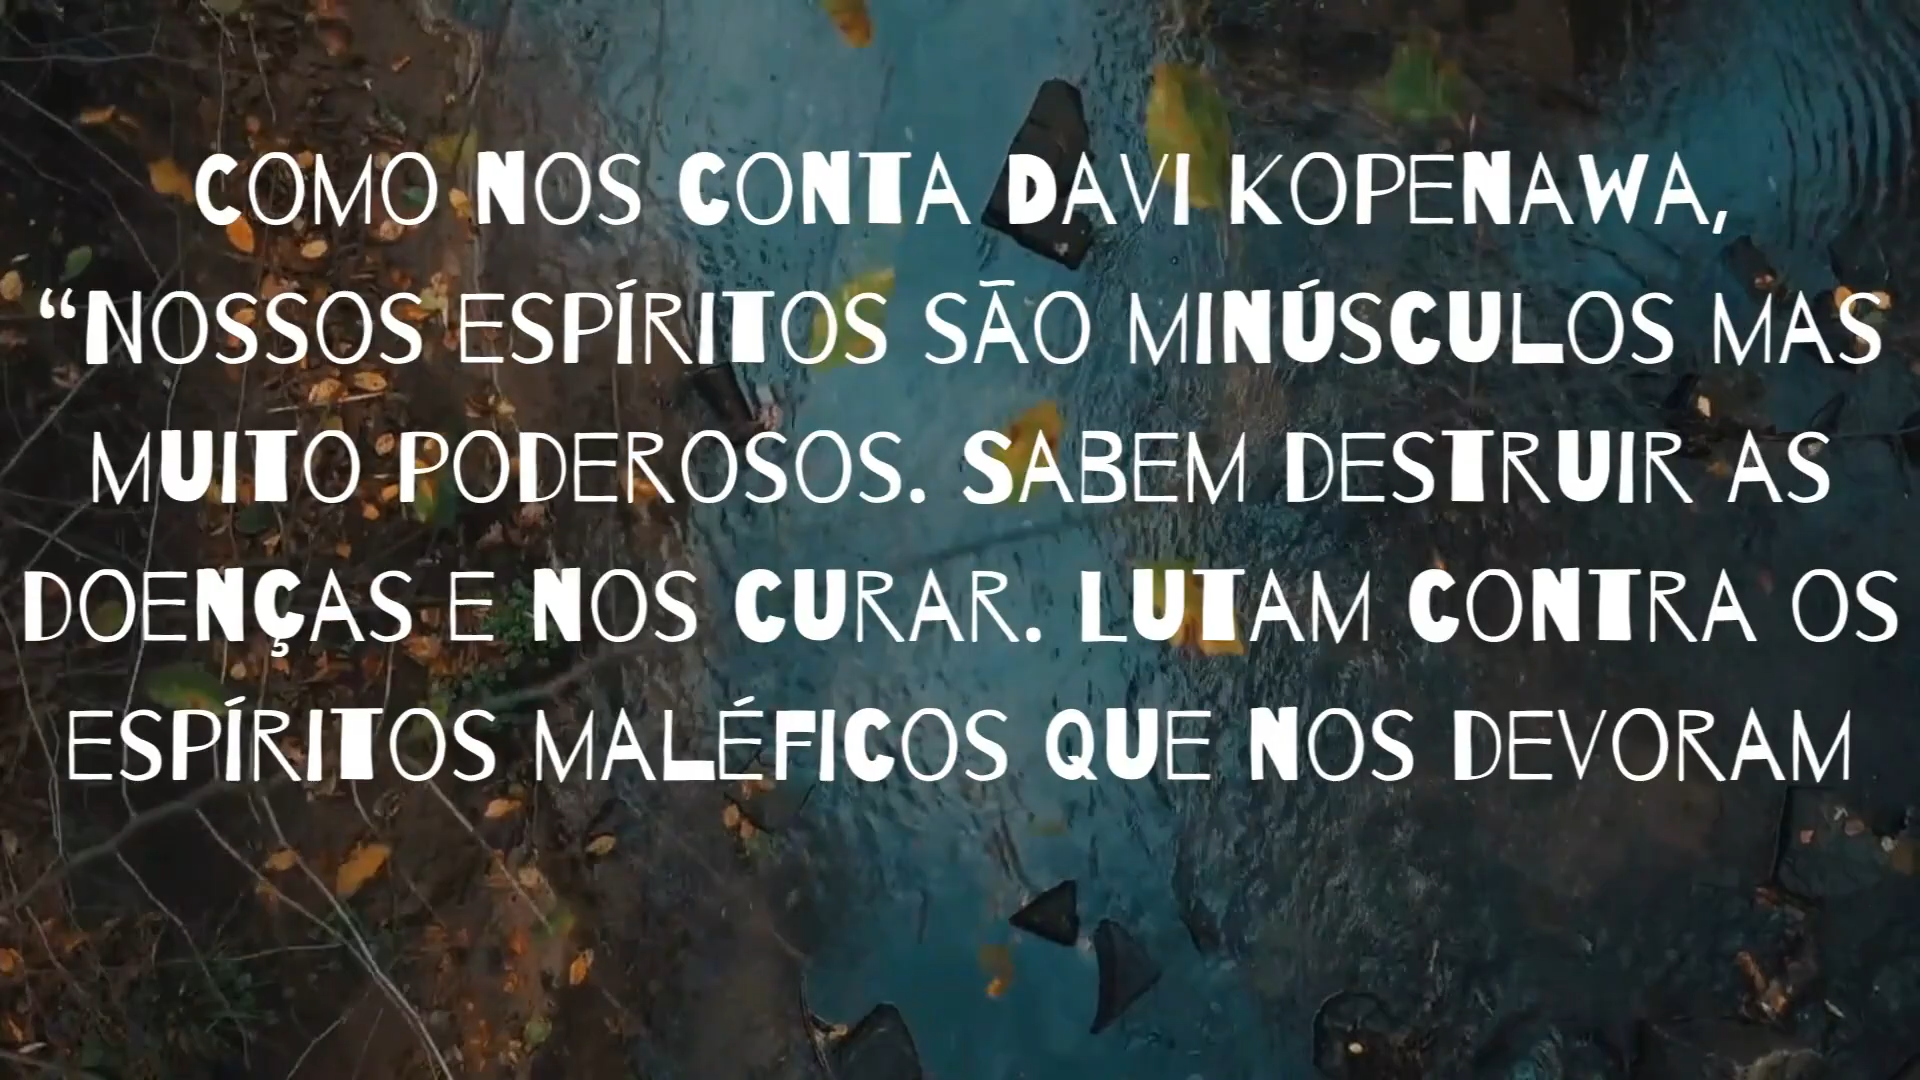 COMO NOS CONTA DAVI KOPENAWA,
“NOSSOS ESPÍRITOS SÃO MINÚSCULOS MAS
MUITO PODEROSOS. SABEM DESTRUIR AS
DOENÇAS E NOS CURAR. LUTAM CONTRA OS
ESPÍRITOS MALÉFICOS QUE NOS DEVORAM